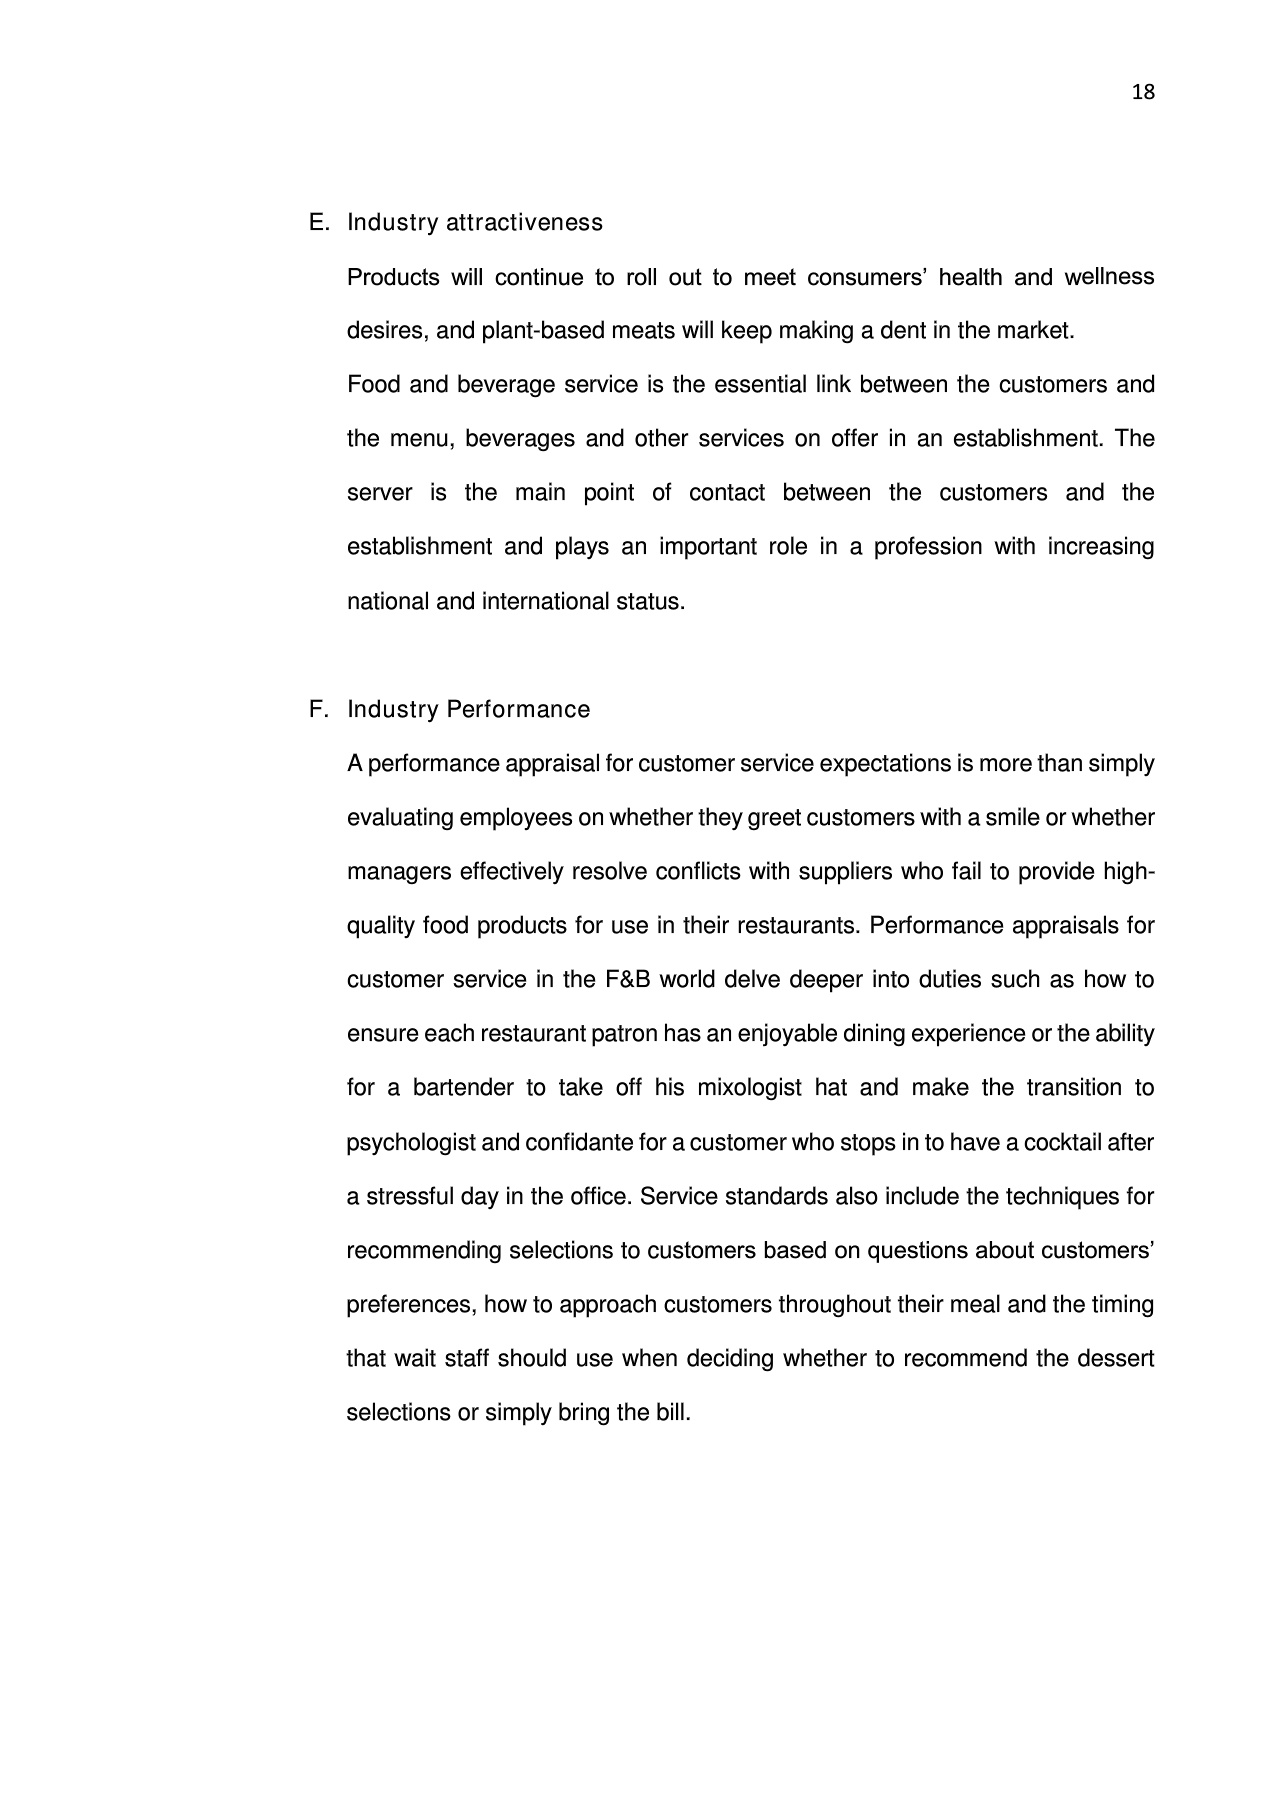 18
E. Industry attractiveness
Products will continue to roll out to meet consumers’ health and wellness
desires, and plant-based meats will keep making a dent in the market.
Food and beverage service is the essential link between the customers and
the menu, beverages and other services on offer in an establishment. The
server is the main point of contact between the customers and the
establishment and plays an important role in a profession with increasing
national and international status.
F. Industry Performance
A performance appraisal for customer service expectations is more than simply
evaluating employees on whether they greet customers with a smile or whether
managers effectively resolve conflicts with suppliers who fail to provide high-
quality food products for use in their restaurants. Performance appraisals for
customer service in the F&B world delve deeper into duties such as how to
ensure each restaurant patron has an enjoyable dining experience or the ability
for a bartender to take off his mixologist hat and make the transition to
psychologist and confidante for a customer who stops in to have a cocktail after
a stressful day in the office. Service standards also include the techniques for
recommending selections to customers based on questions about customers’
preferences, how to approach customers throughout their meal and the timing
that wait staff should use when deciding whether to recommend the dessert
selections or simply bring the bill.